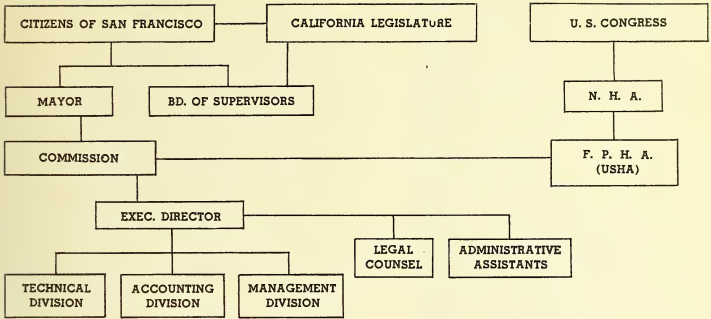 CITIZENS OF SAN FRANCISCO
CALIFORNIA LEGISLATURE
U. S. CONGRESS
MAYOR
BD. OF SUPERVISORS
N. H. A.
COMMISSION
F. P. H. A.
(USHA)
EXEC. DIRECTOR
LEGAL
COUNSEL
ADMINISTRATIVE
ASSISTANTS
TECHNICAL
DIVISION
ACCOUNTING
DIVISION
MANAGEMENT
DIVISION